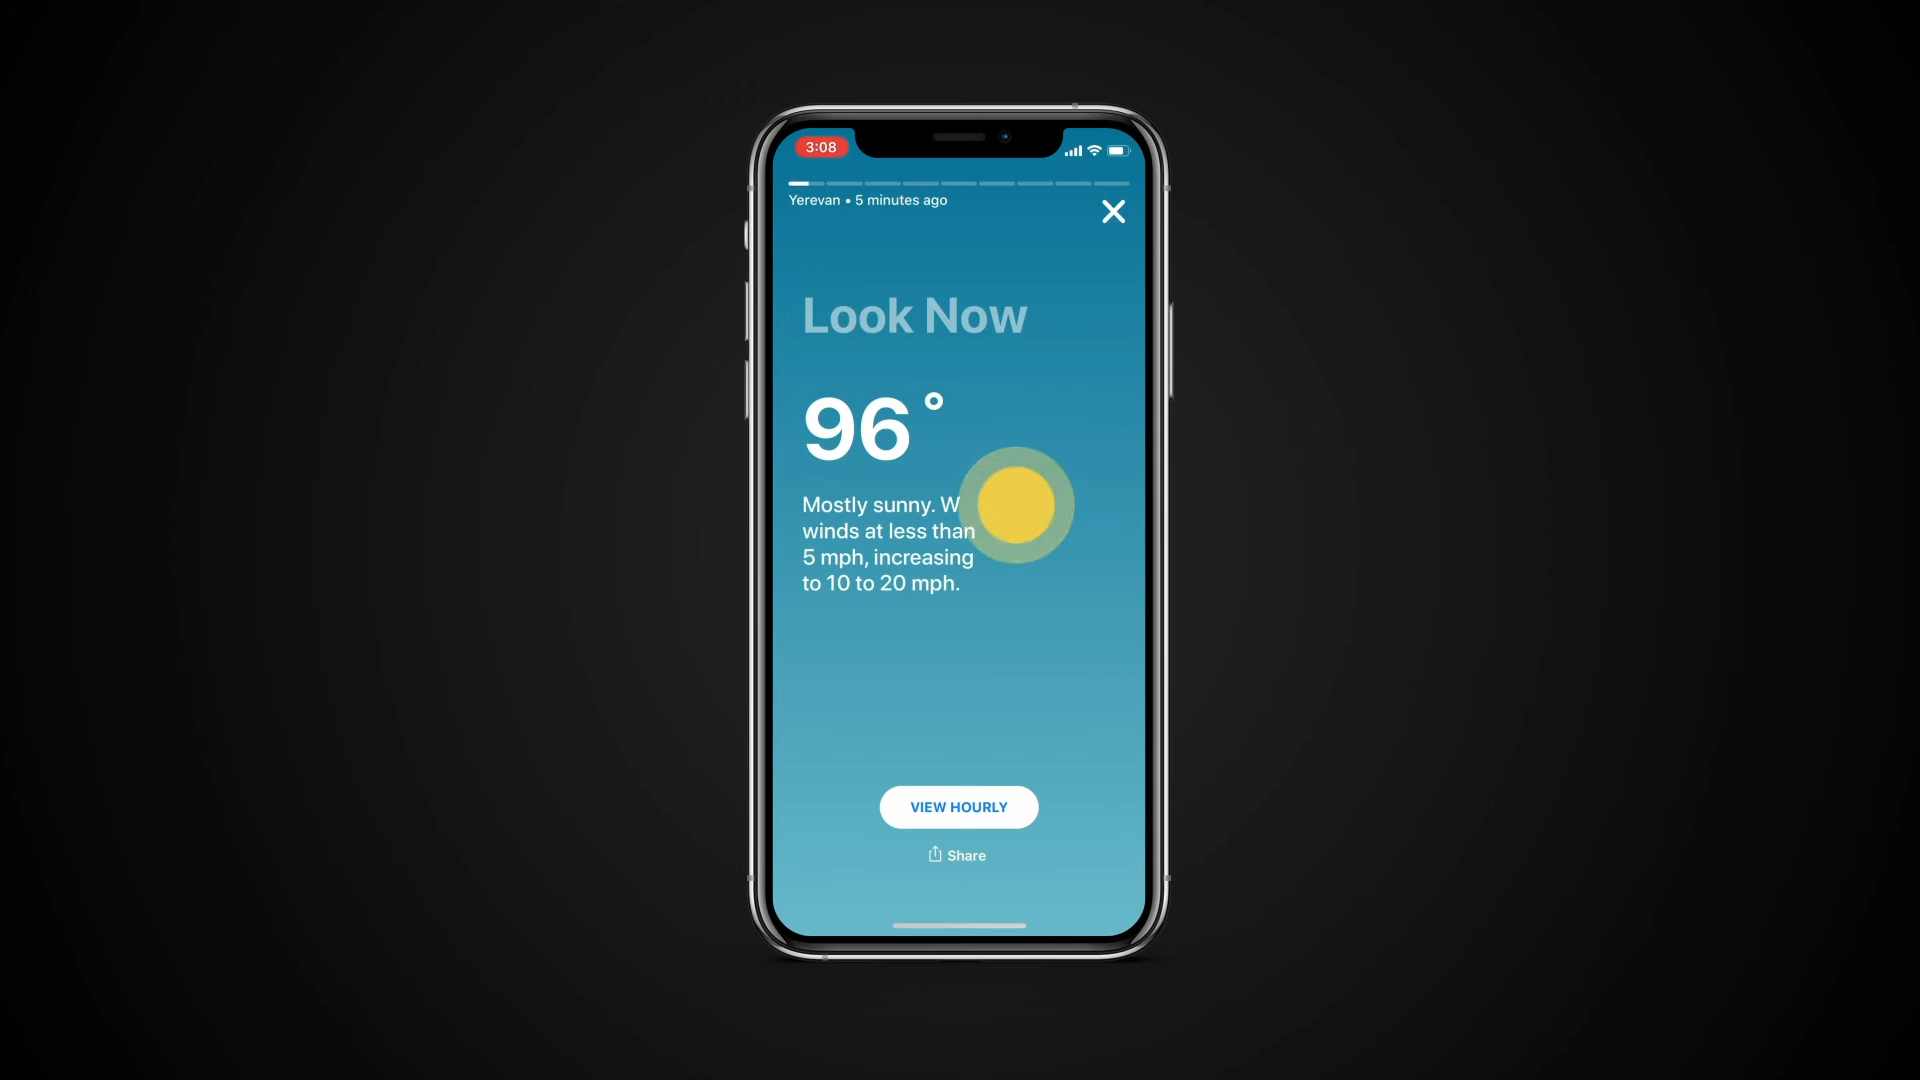 3:08
Yerevan • 5 minutes ago
Look Now
96°
Mostly sunny.
winds at less than
5 mph, increasing
to 10 to 20 mph.
VIEW HOURLY
Share